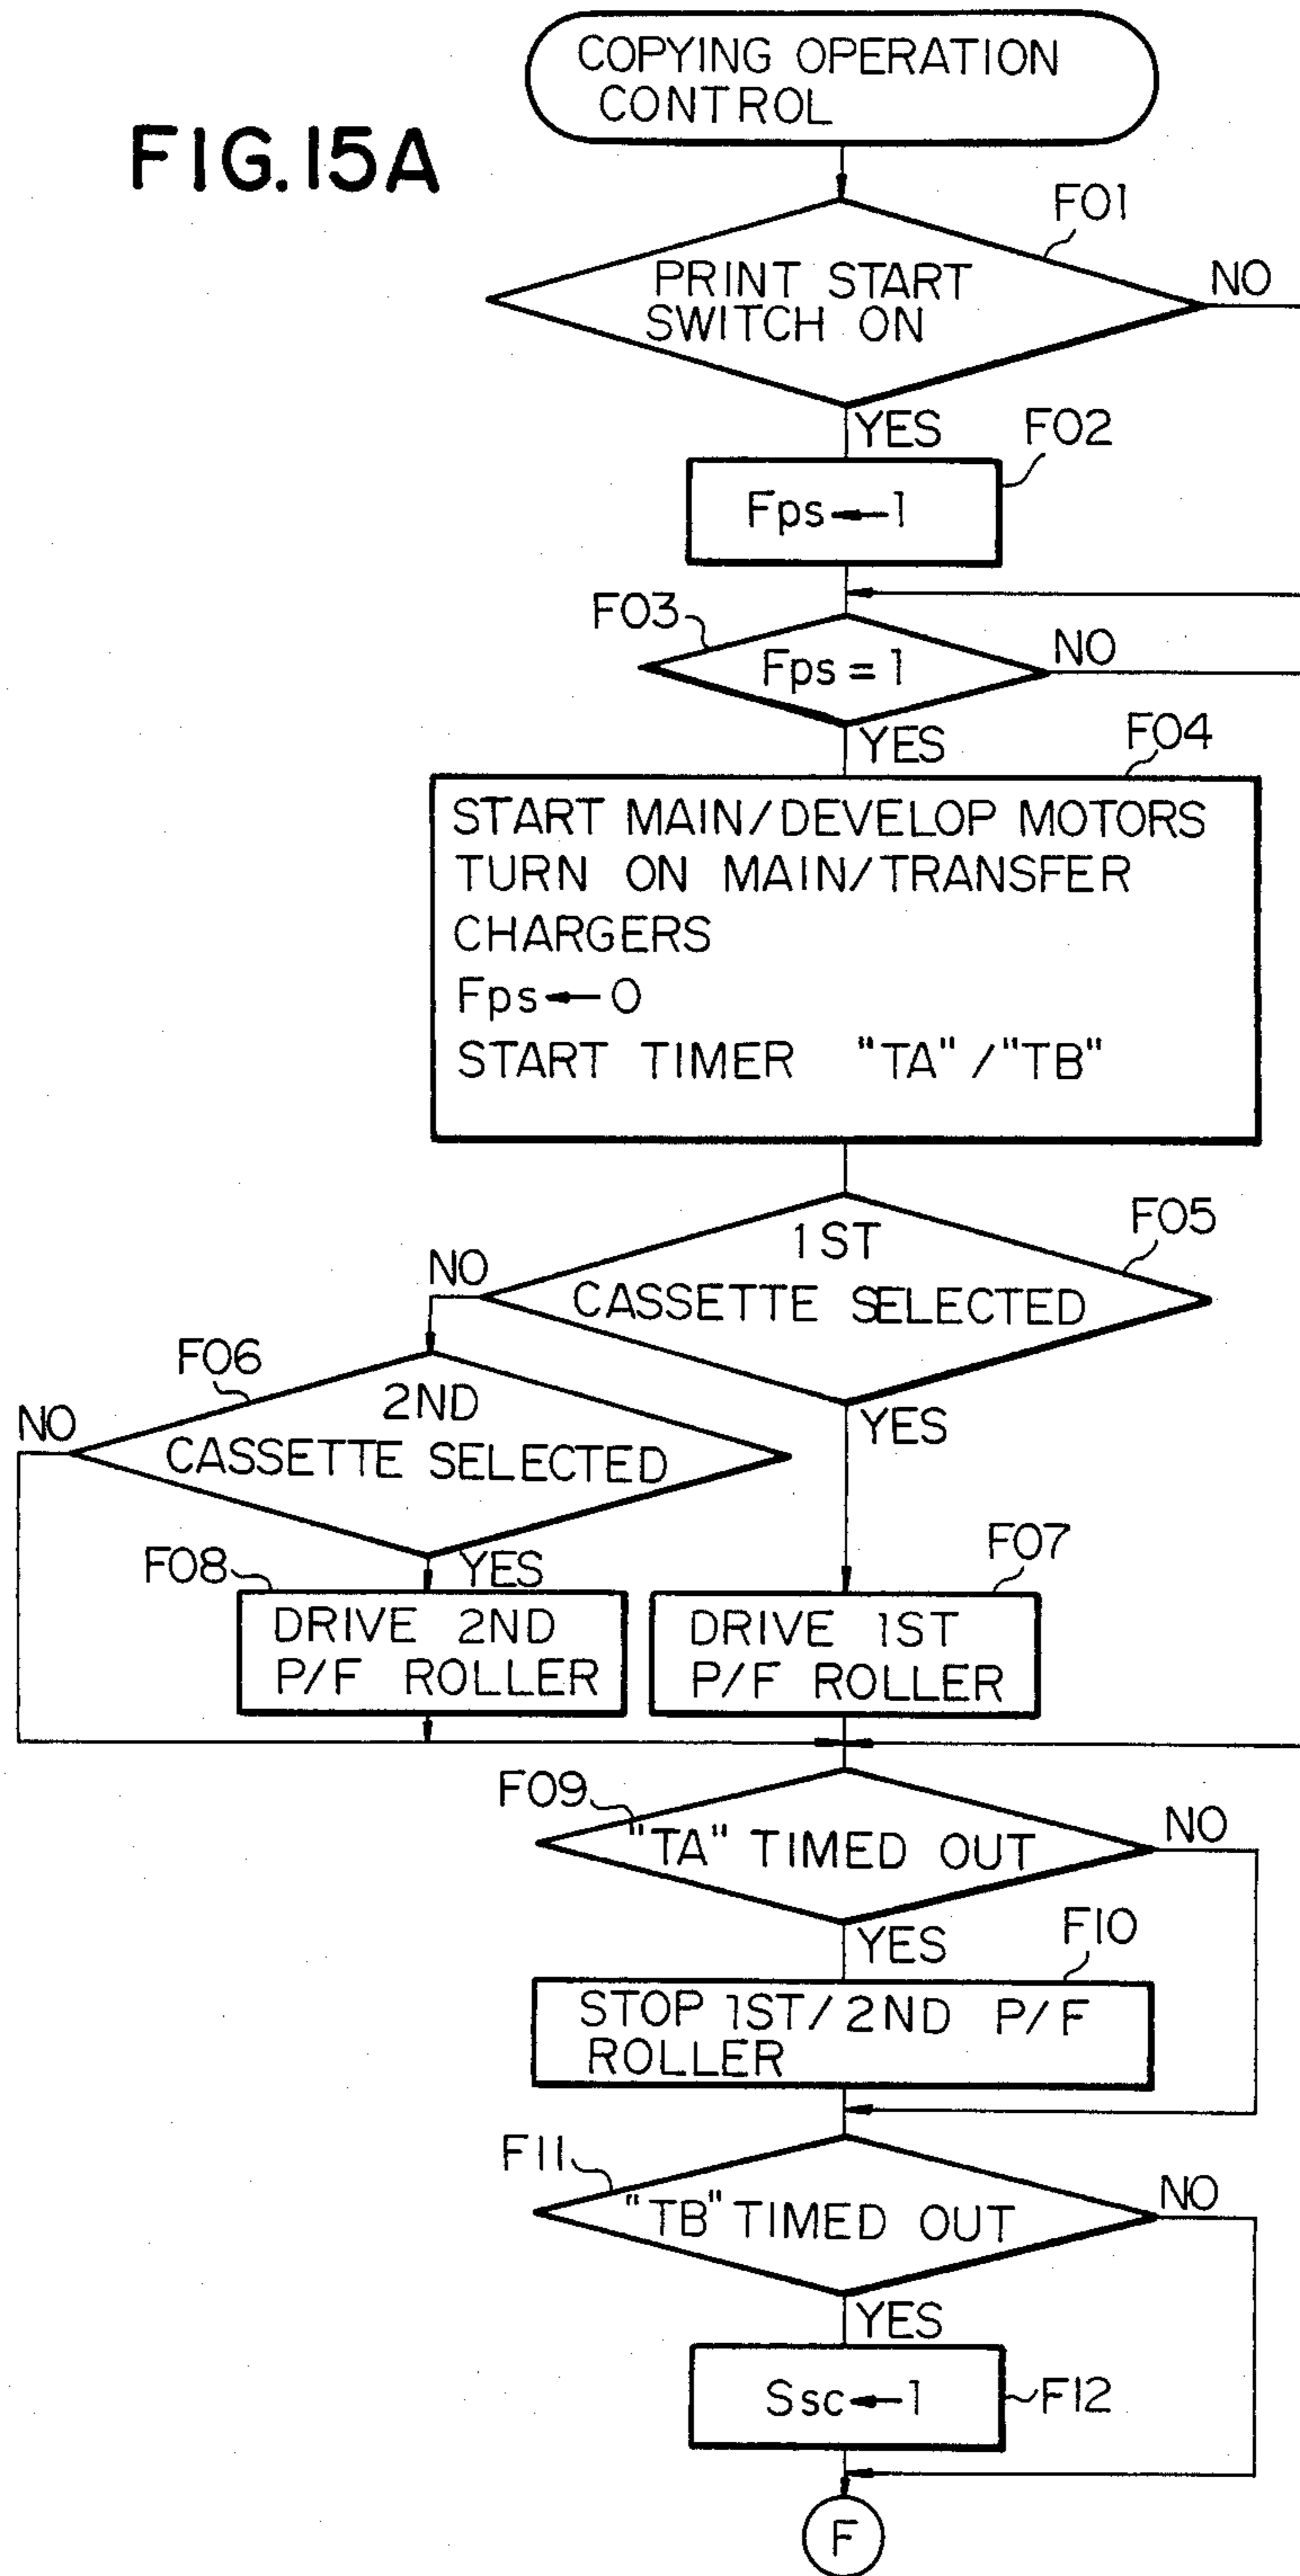 COPYING OPERATION
CONTROL
FIG.15A
F01
PRINT START
SWITCH ON
NO
YES
F02
Fps←1
F03
Fps=1
NO
YES
F04
START MAIN/DEVELOP MOTORS
TURN ON MAIN/TRANSFER
CHARGERS
Fps←0
START TIMER "TA"/"TB"
F05
1ST
CASSETTE SELECTED
NO
YES
F06
2ND
CASSETTE SELECTED
NO
YES
F08
DRIVE 2ND
P/F ROLLER
F07
DRIVE 1ST
P/F ROLLER
F09
"TA" TIMED OUT
NO
YES
F10
STOP 1ST/2ND P/F
ROLLER
F11
"TB" TIMED OUT
NO
YES
Ssc←1
F12
F